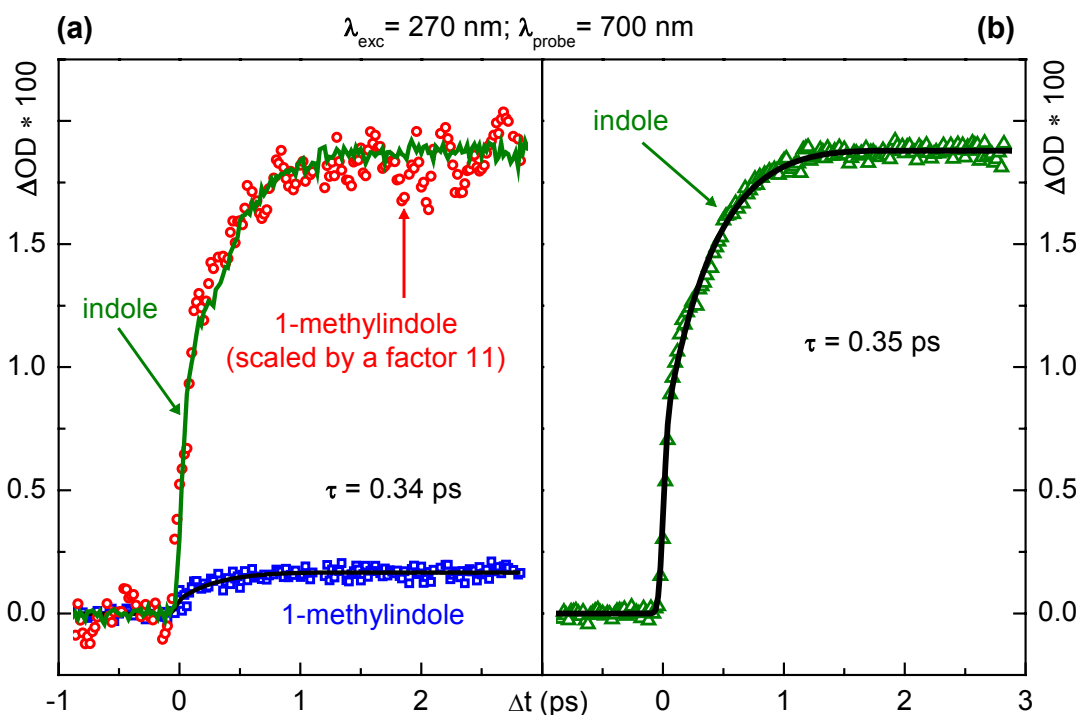 (a)
λexc= 270 nm; λprobe= 700 nm
(b)
ΔOD * 100
1.5
1.0
0.5
0.0
indole
1-methylindole
(scaled by a factor 11)
τ = 0.34 ps
1-methylindole
indole
τ = 0.35 ps
ΔOD * 100
1.5
1.0
0.5
0.0
-1
0
1
2
Δt (ps)
0
1
2
3